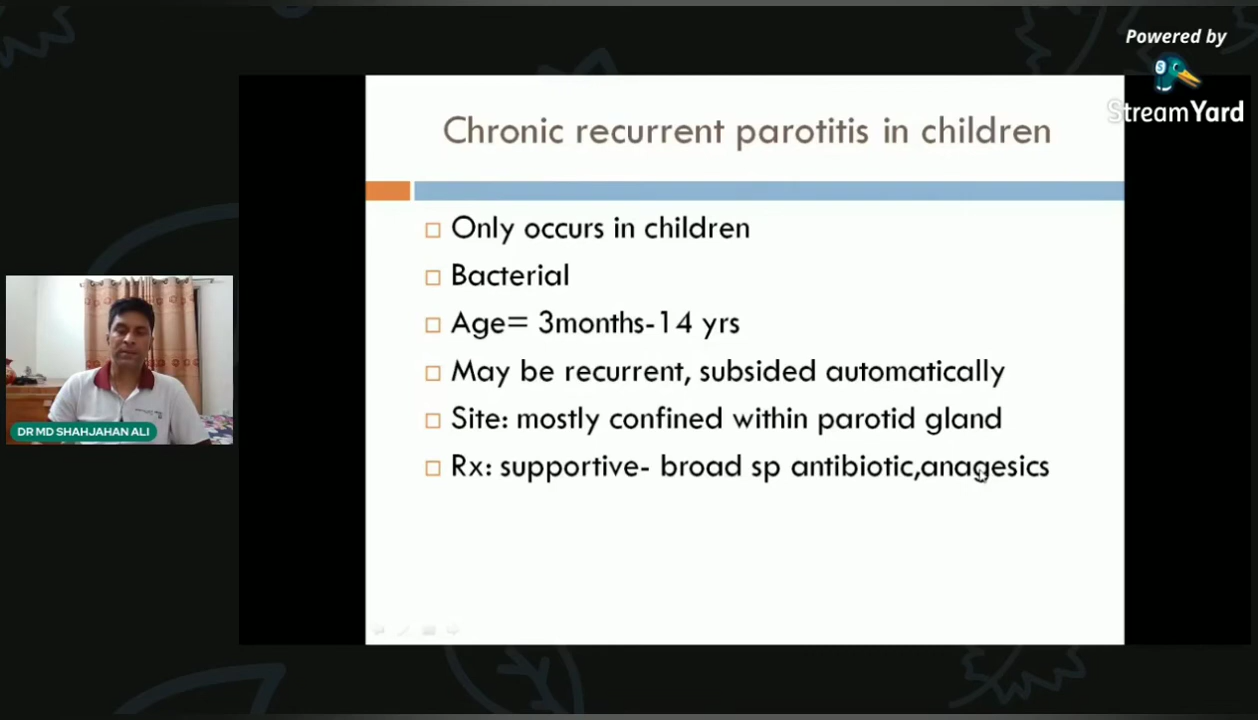 Powered by
StreamYard
Chronic recurrent parotitis in children
Only occurs in children
Bacterial
Age= 3months-14 yrs
May be recurrent, subsided automatically
Site: mostly confined within parotid gland
Rx: supportive- broad sp antibiotic,anagesics
DR MD SHAHJAHAN ALI